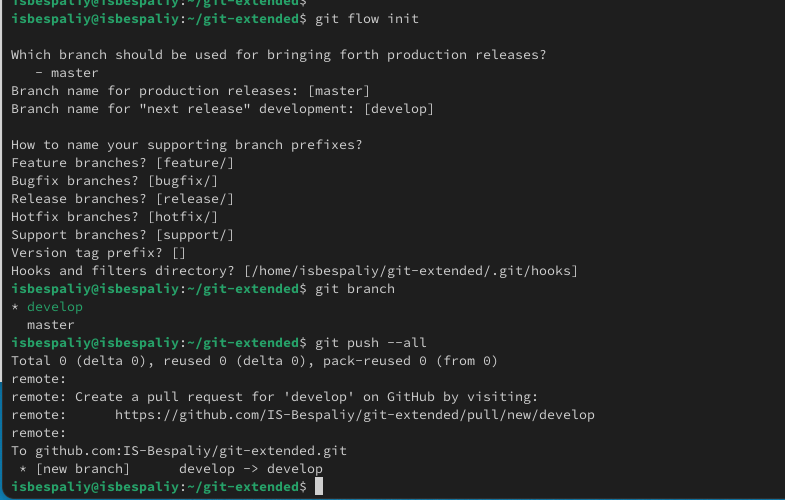 isbespaliy@isbespaliy:~/git-extended$
isbespaliy@isbespaliy:~/git-extended$ git flow init

Which branch should be used for bringing forth production releases?
   - master
Branch name for production releases: [master]
Branch name for "next release" development: [develop]

How to name your supporting branch prefixes?
Feature branches? [feature/]
Bugfix branches? [bugfix/]
Release branches? [release/]
Hotfix branches? [hotfix/]
Support branches? [support/]
Version tag prefix? []
Hooks and filters directory? [/home/isbespaliy/git-extended/.git/hooks]
isbespaliy@isbespaliy:~/git-extended$ git branch
* develop
  master
isbespaliy@isbespaliy:~/git-extended$ git push --all
Total 0 (delta 0), reused 0 (delta 0), pack-reused 0 (from 0)
remote:
remote: Create a pull request for 'develop' on GitHub by visiting:
remote:      https://github.com/IS-Bespaliy/git-extended/pull/new/develop
remote:
To github.com:IS-Bespaliy/git-extended.git
 * [new branch]      develop -> develop
isbespaliy@isbespaliy:~/git-extended$